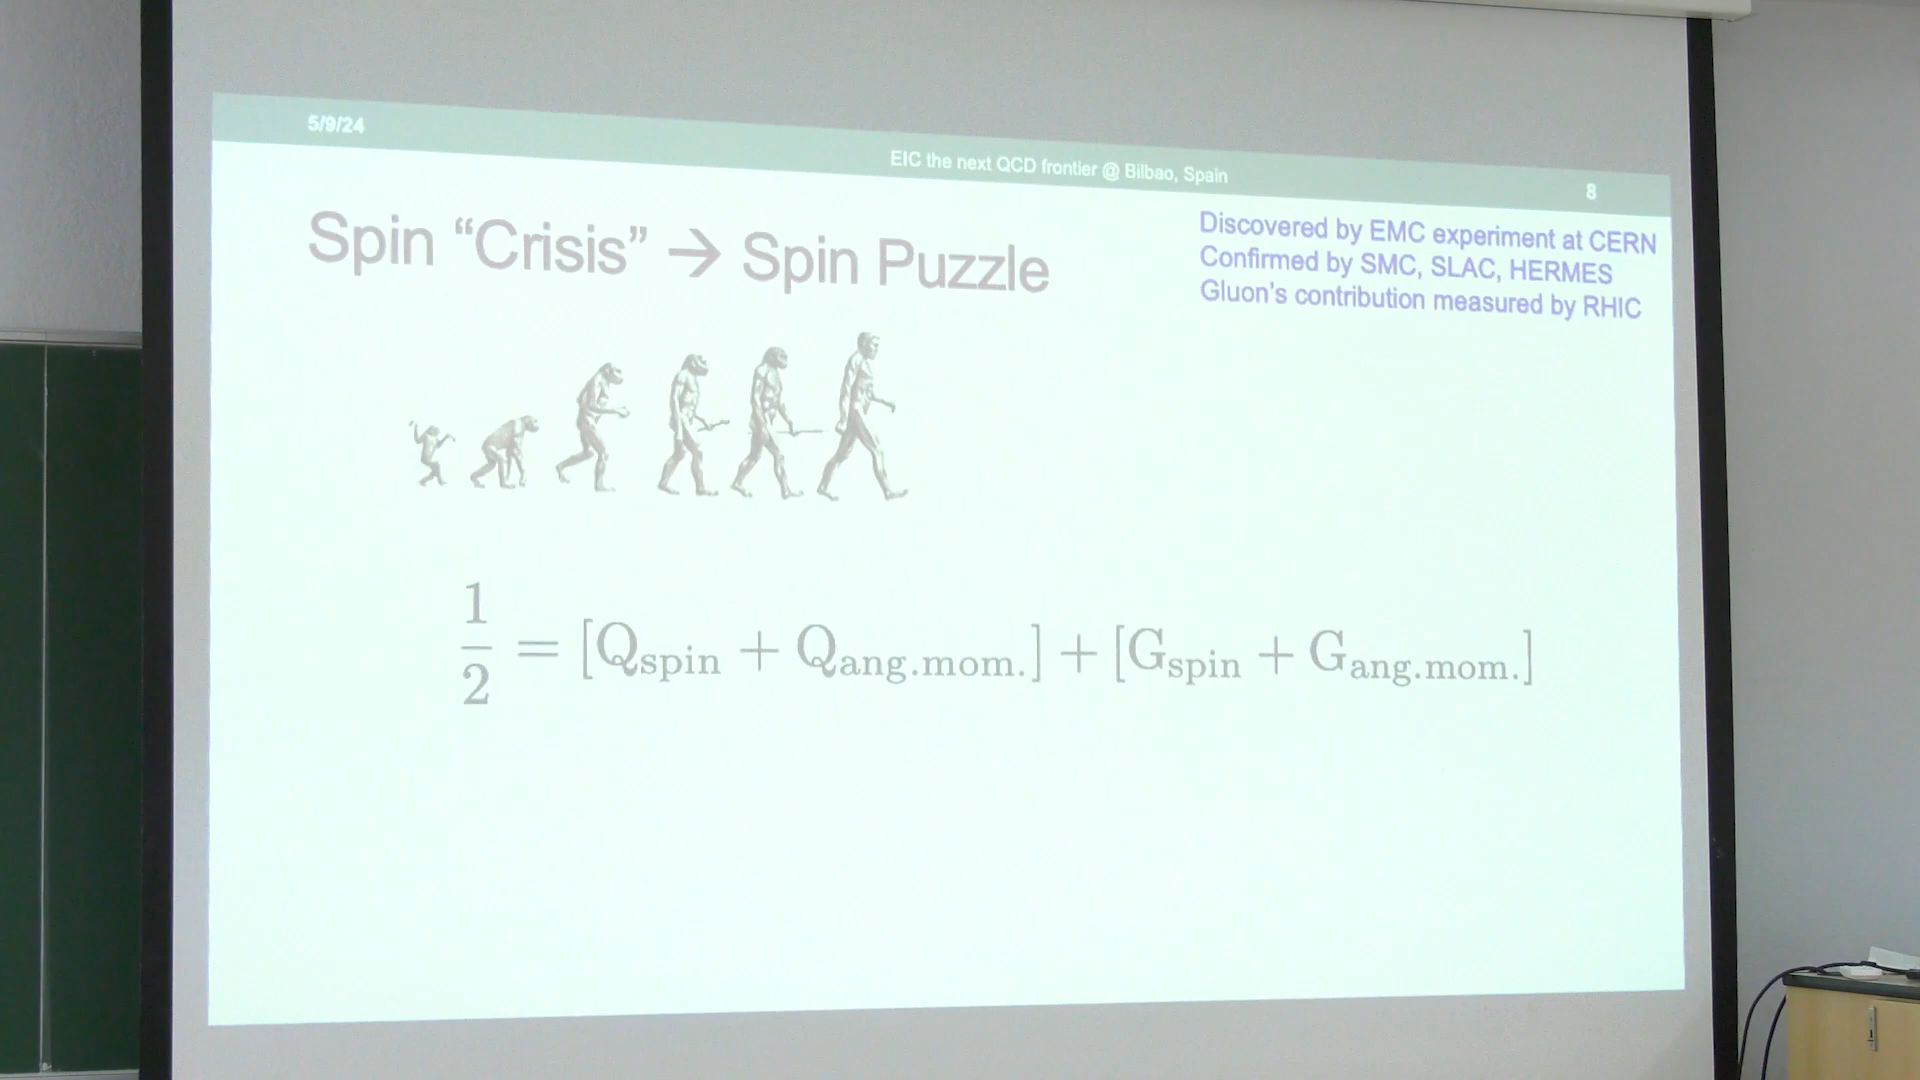 5/9/24
EIC the next QCD frontier @ Bilbao, Spain
8
Spin “Crisis” → Spin Puzzle
Discovered by EMC experiment at CERN
Confirmed by SMC, SLAC, HERMES
Gluon's contribution measured by RHIC
1/2 = [Q_spin + Q_ang.mom.] + [G_spin + G_ang.mom.]